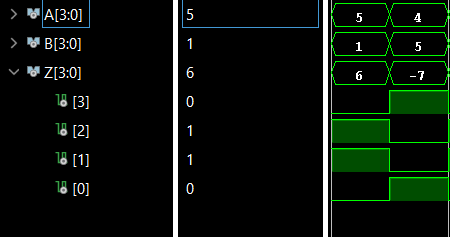 A[3:0] 5 5 4
B[3:0] 1 1 5
Z[3:0] 6 6 -7
[3] 0
[2] 1
[1] 1
[0] 0